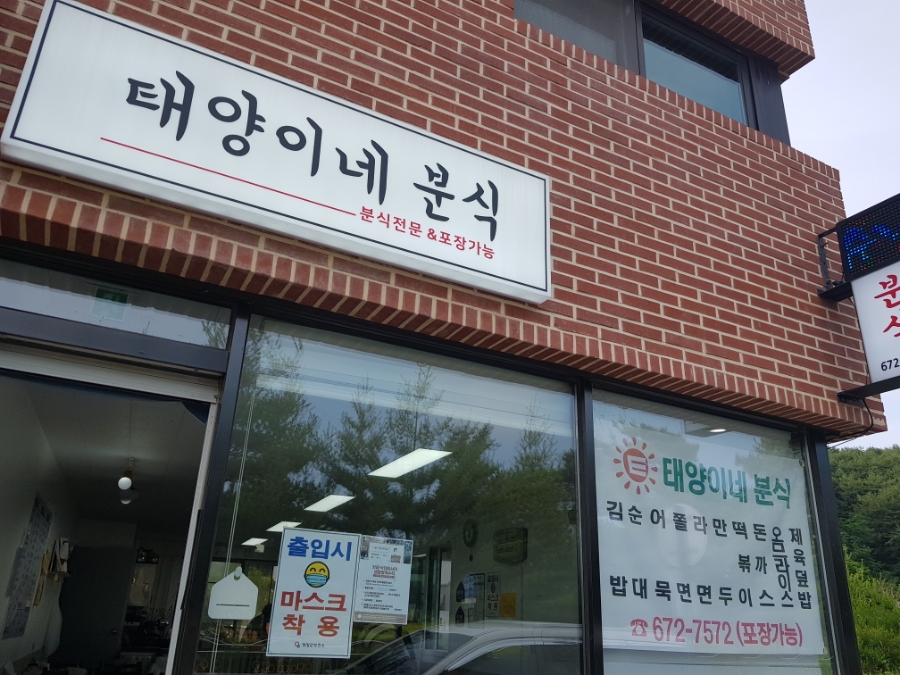 태양이네 분식
분식전문 &포장가능
분
식
672
출입시
마스크
착용
태양이네 분식
김밥
순대
어묵
쫄면
라면
만두
떡볶이
돈까스
옴라이스
제육덮밥
☎672-7572(포장가능)